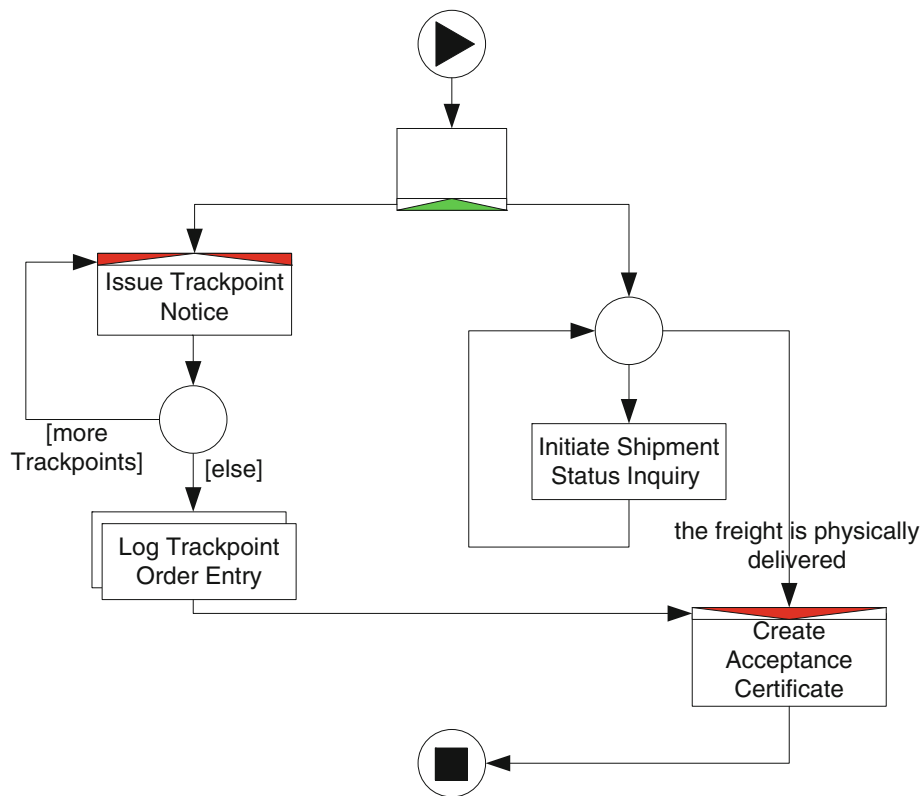 Issue Trackpoint
Notice
[more
Trackpoints]
[else]
Log Trackpoint
Order Entry
Initiate Shipment
Status Inquiry
the freight is physically
delivered
Create
Acceptance
Certificate